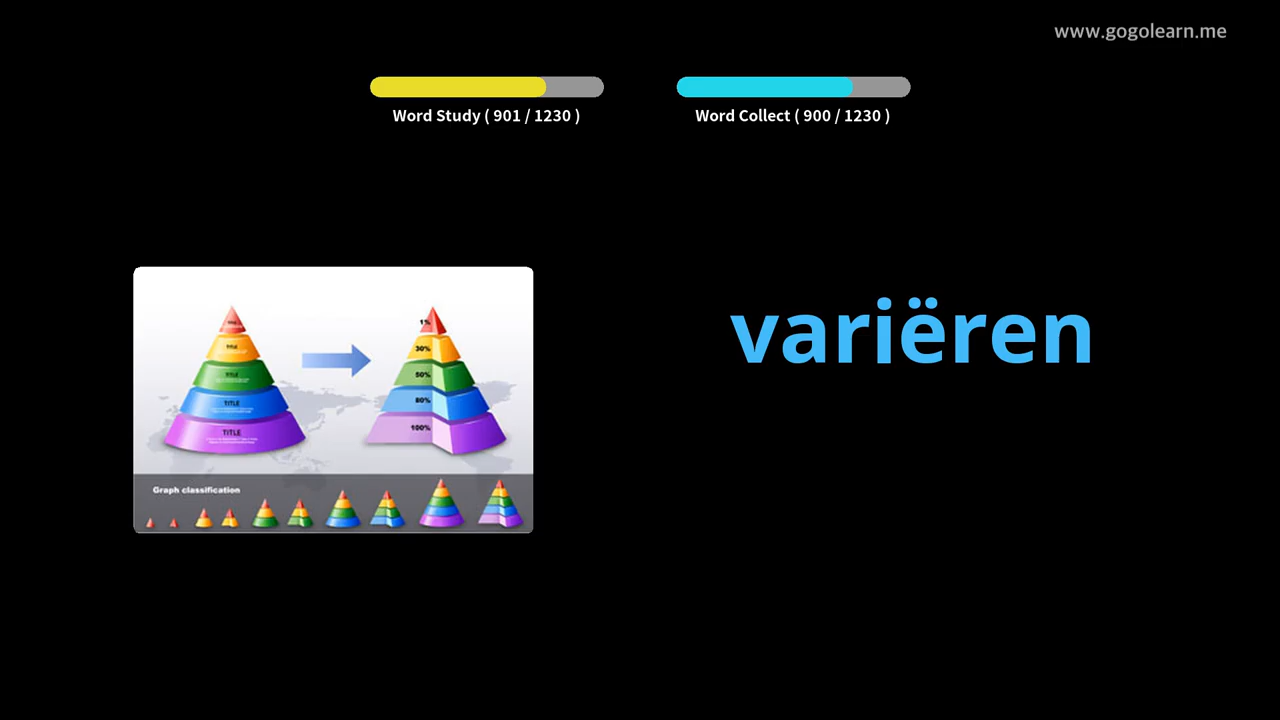 www.gogolearn.me
Word Study ( 901 / 1230 )
Word Collect ( 900 / 1230 )
variëren
TITLE
TITLE
TITLE
TITLE
1%
30%
50%
80%
100%
Graph classification